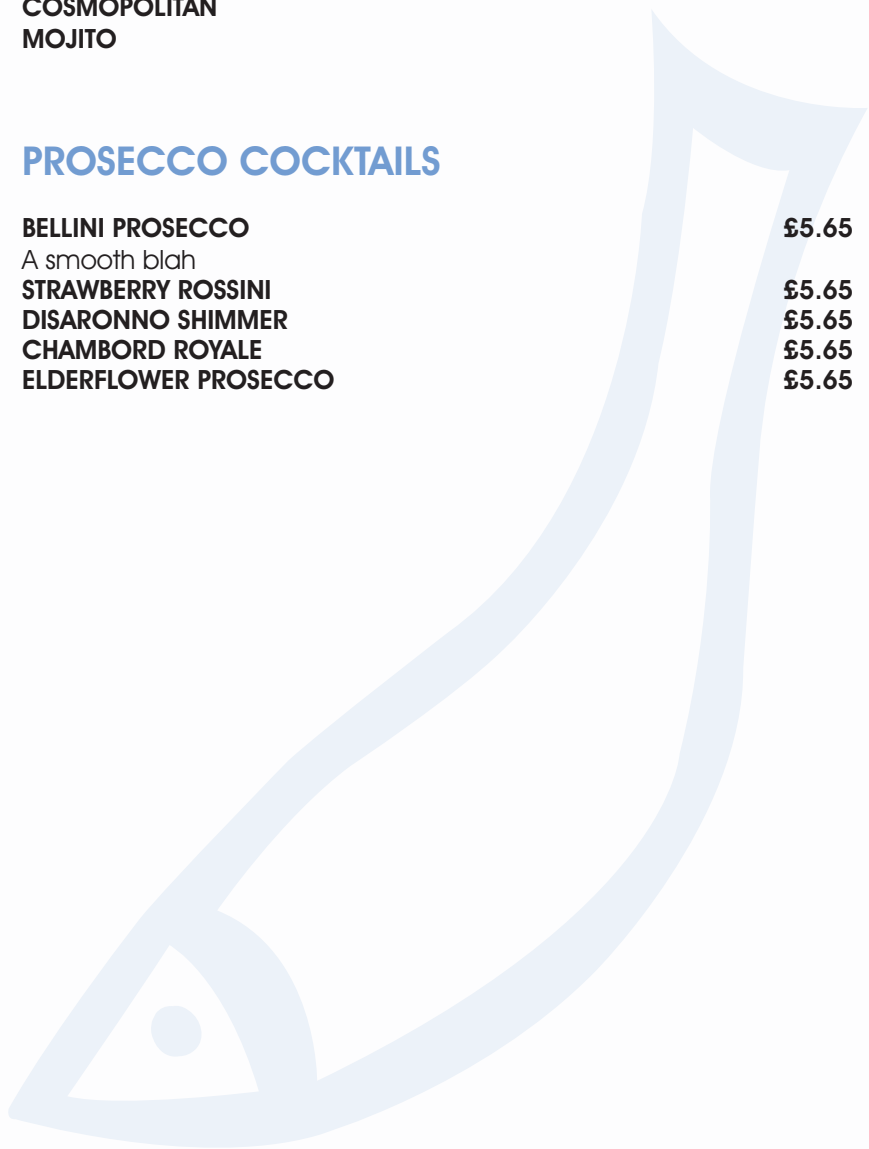 COSMOPOLITAN
MOJITO
PROSECCO COCKTAILS
BELLINI PROSECCO £5.65
A smooth blah
STRAWBERRY ROSSINI £5.65
DISARONNO SHIMMER £5.65
CHAMBORD ROYALE £5.65
ELDERFLOWER PROSECCO £5.65